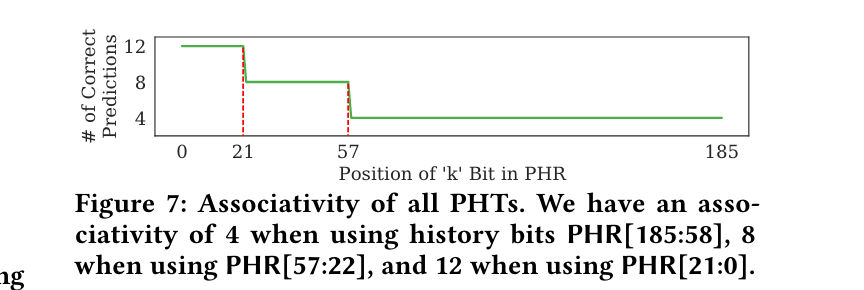 # of Correct
Predictions
12
8
4
0 21 57 185
Position of 'k' Bit in PHR
Figure 7: Associativity of all PHTs. We have an asso-
ciativity of 4 when using history bits PHR[185:58], 8
when using PHR[57:22], and 12 when using PHR[21:0].
ng